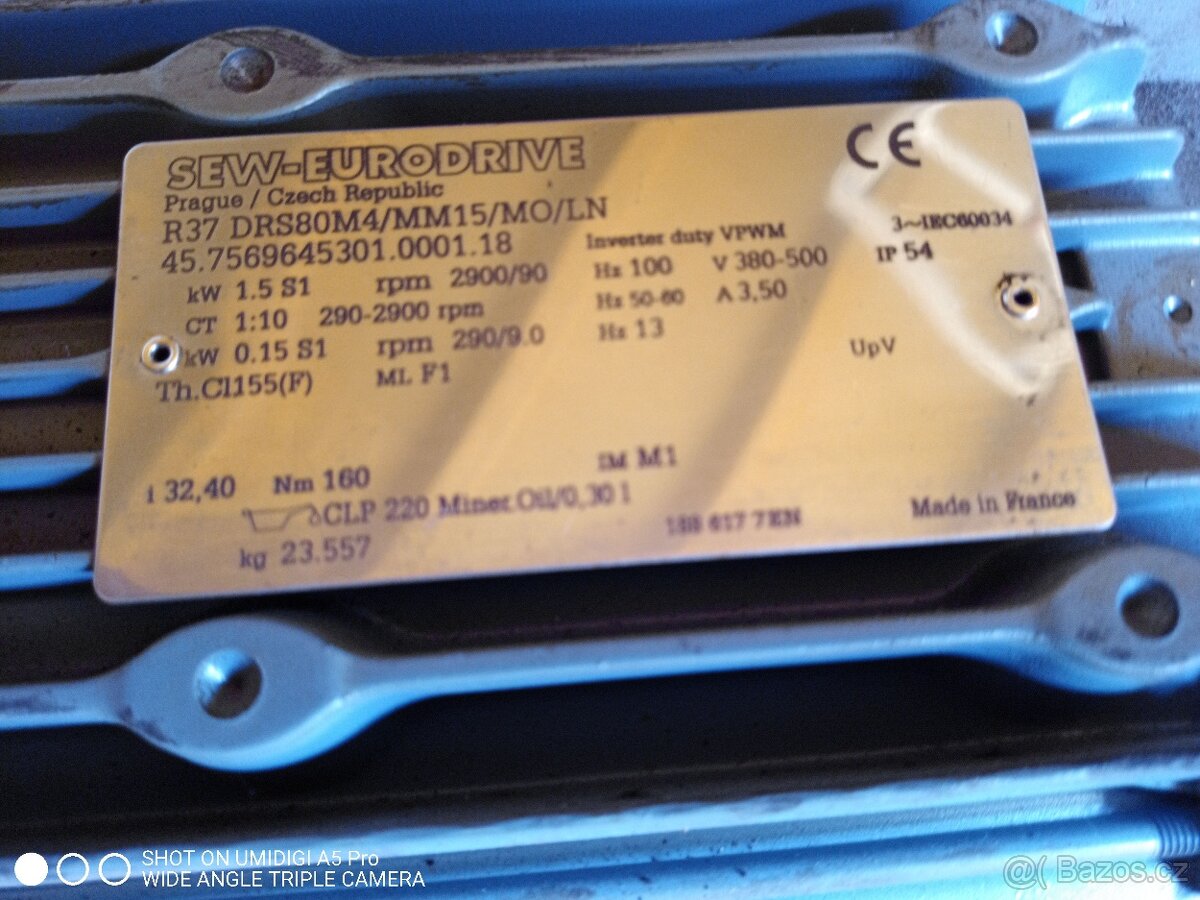 SEW-EURODRIVE
CE
Prague / Czech Republic
R37 DRS80M4/MM15/MO/LN
3~IEC60034
45.7569645301.0001.18
Inverter duty VPWM
kW 1.5 S1 rpm 2900/90 Hz 100 V 380-500 IP 54
CT 1:10 290-2900 rpm Hz 50-60 A 3,50
kW 0.15 S1 rpm 290/9.0 Hz 13 UpV
Th.Cl155(F) ML F1
i 32,40 Nm 160 IM M1
CLP 220 Miner.Oil/0,30 l
kg 23.557 188 617 7EN Made in France
SHOT ON UMIDIGI A5 Pro
WIDE ANGLE TRIPLE CAMERA
@( Bazos.cz